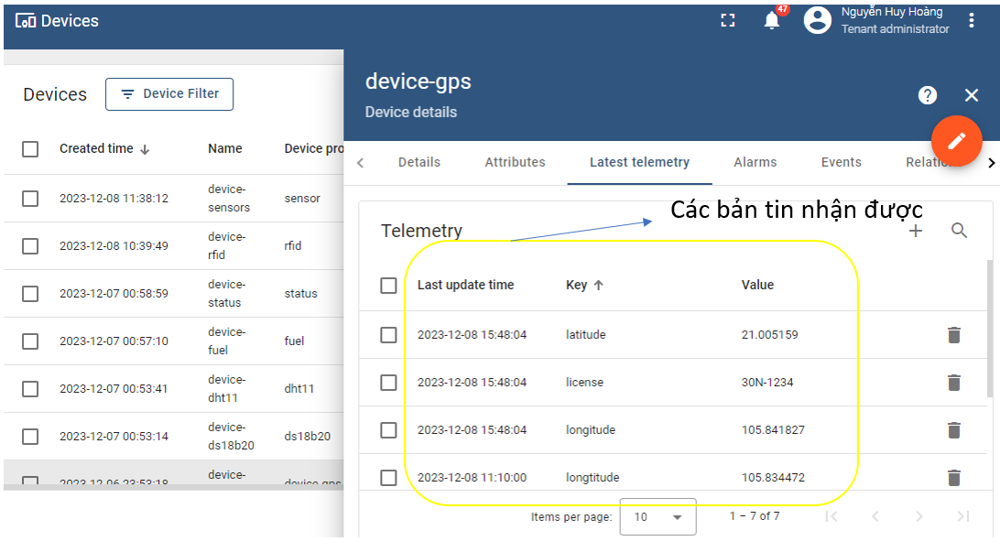 Devices
47
Nguyễn Huy Hoàng
Tenant administrator
Devices
Device Filter
Created time
Name
Device pro
2023-12-08 11:38:12
device-
sensors
sensor
2023-12-08 10:39:49
device-
rfid
rfid
2023-12-07 00:58:59
device-
status
status
2023-12-07 00:57:10
device-
fuel
fuel
2023-12-07 00:53:41
device-
dht11
dht11
2023-12-07 00:53:14
device-
ds18b20
ds18b20
2023-12-06 23:53:18
device-
device-gps
device-gps
Device details
Details
Attributes
Latest telemetry
Alarms
Events
Relatio
Các bản tin nhận được
Telemetry
Last update time
Key
Value
2023-12-08 15:48:04
latitude
21.005159
2023-12-08 15:48:04
license
30N-1234
2023-12-08 15:48:04
longitude
105.841827
2023-12-08 11:10:00
longtitude
105.834472
Items per page:
10
1 – 7 of 7